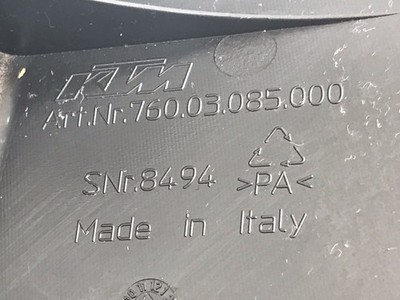 KTM
Art.Nr.760.03.085.000
SNr.8494 >PA<
Made in Italy